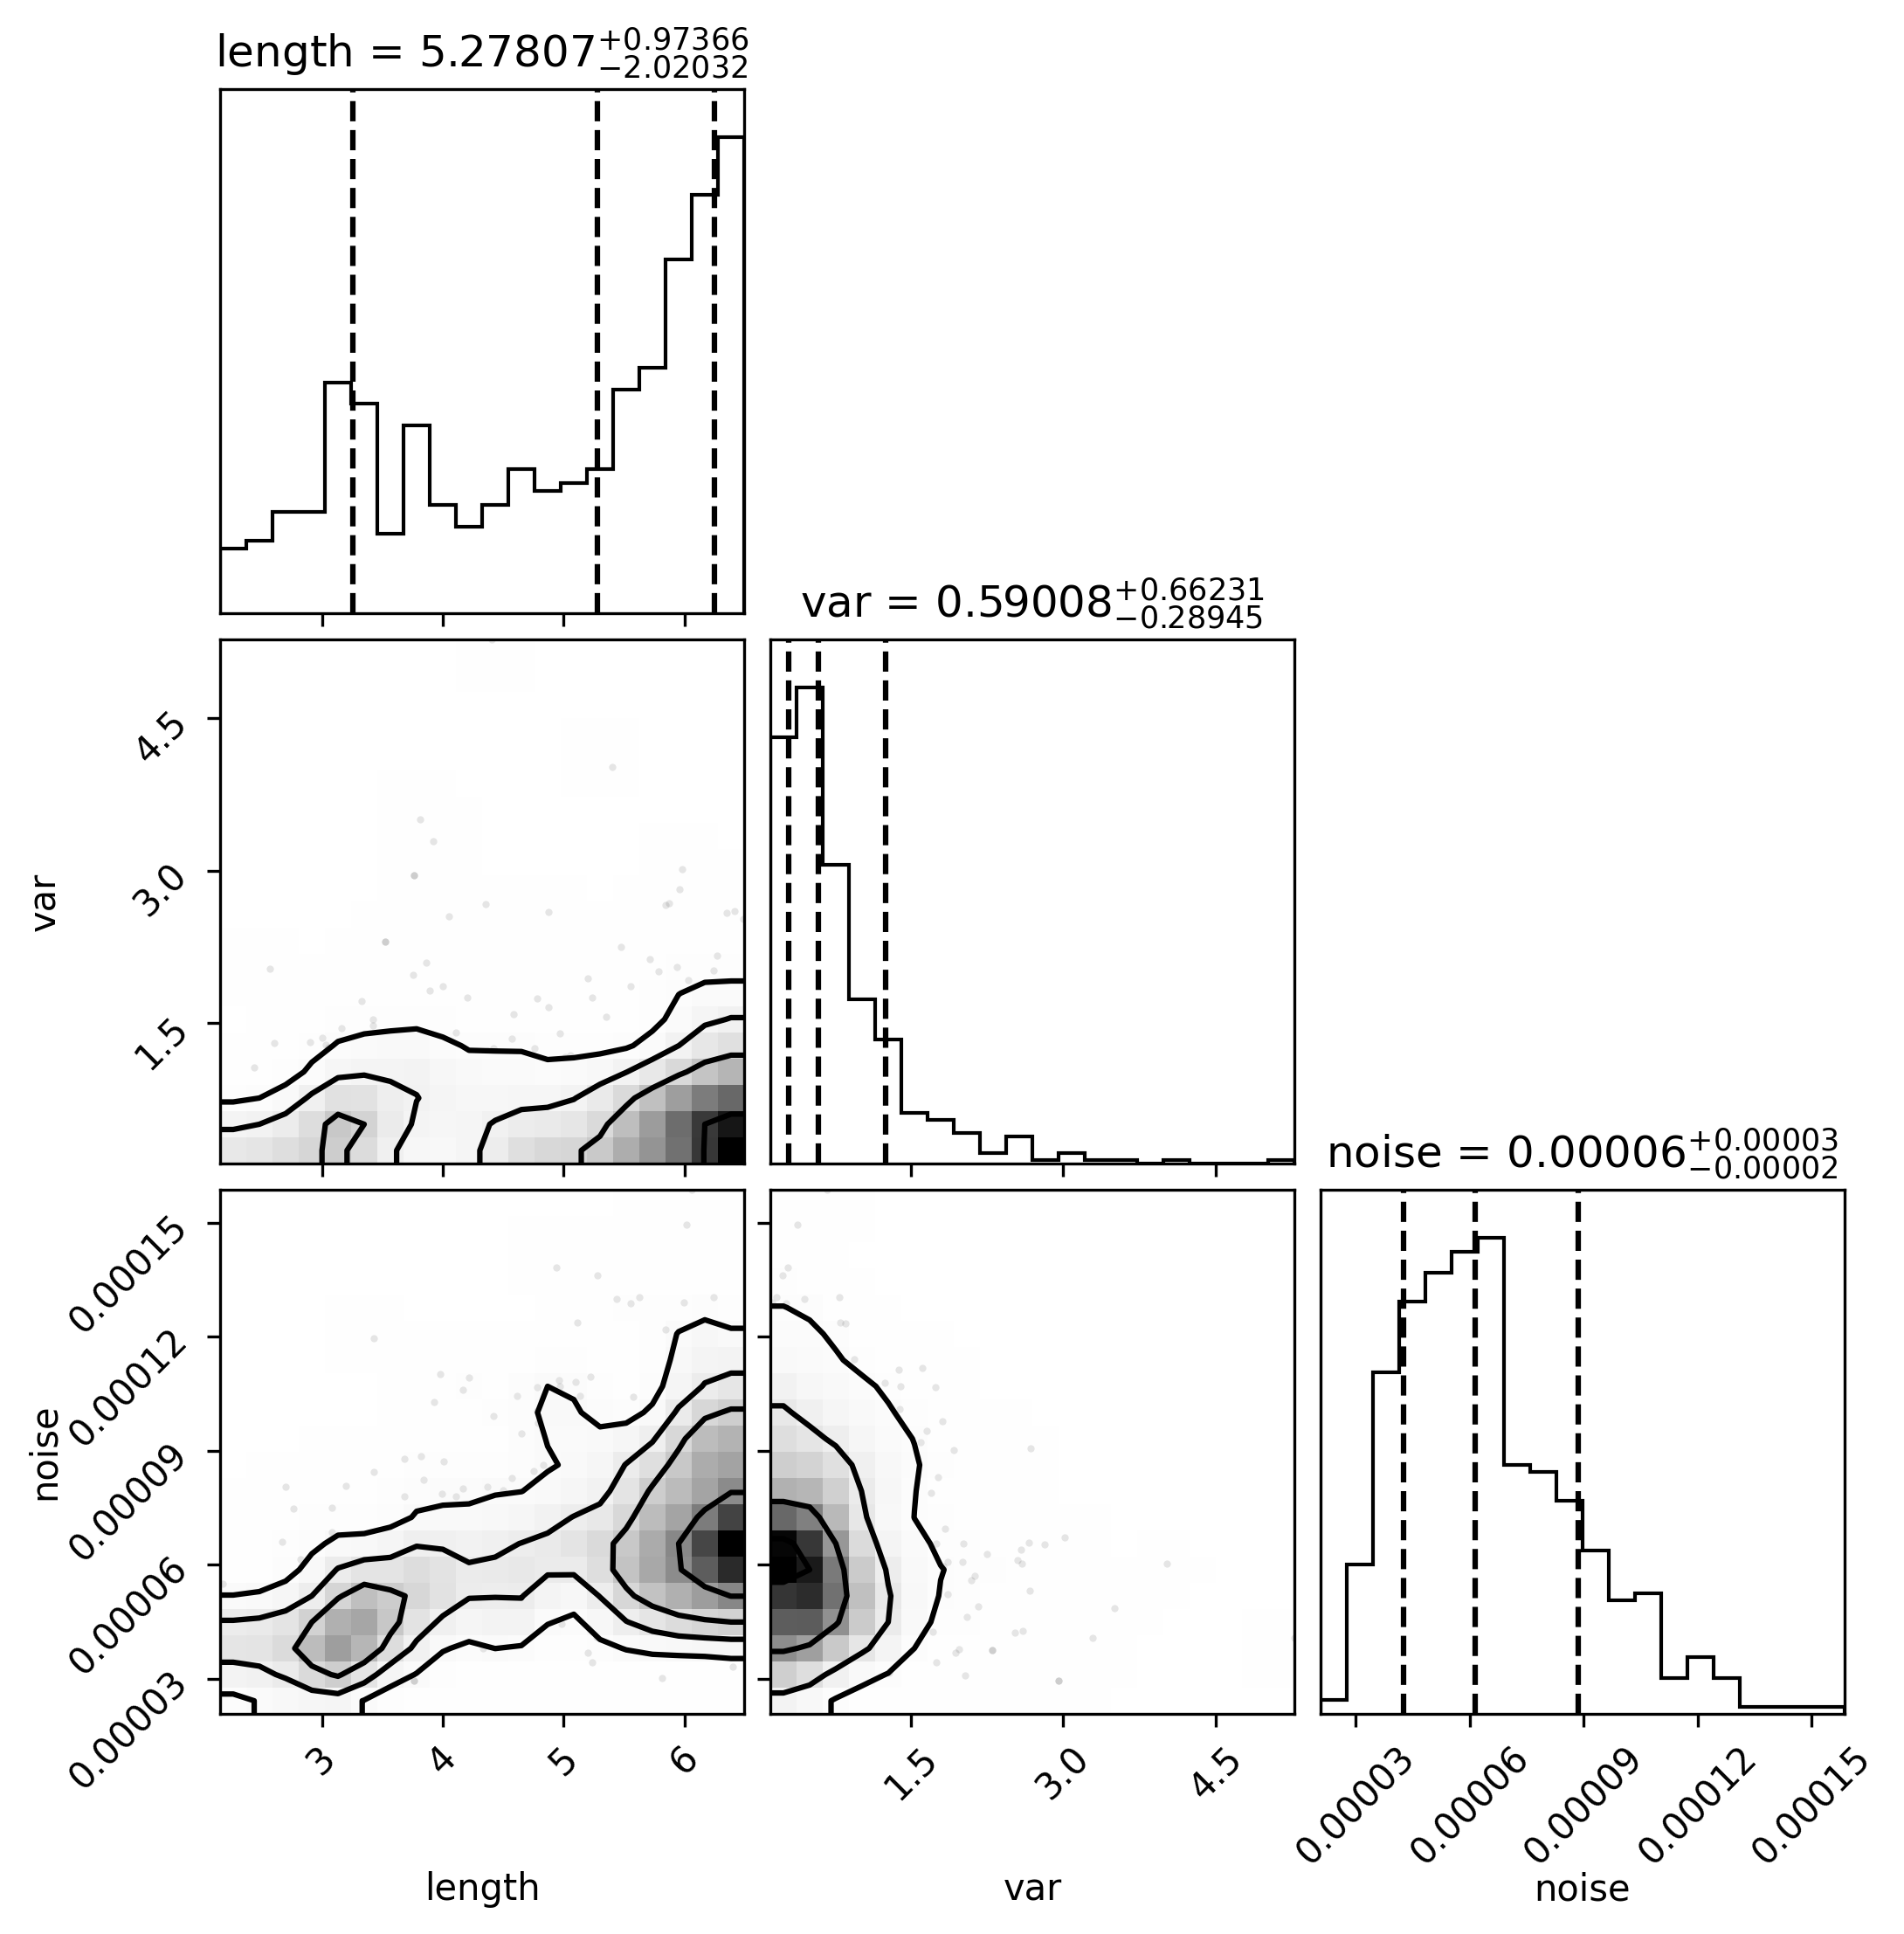 length = 5.27807 +0.97366 −2.02032
var = 0.59008 +0.66231 −0.28945
4.5
3.0
1.5
var
noise = 0.00006 +0.00003 −0.00002
0.00015
0.00012
0.00009
0.00006
0.00003
noise
3 4 5 6
1.5 3.0 4.5
0.00003 0.00006 0.00009 0.00012 0.00015
length
var
noise